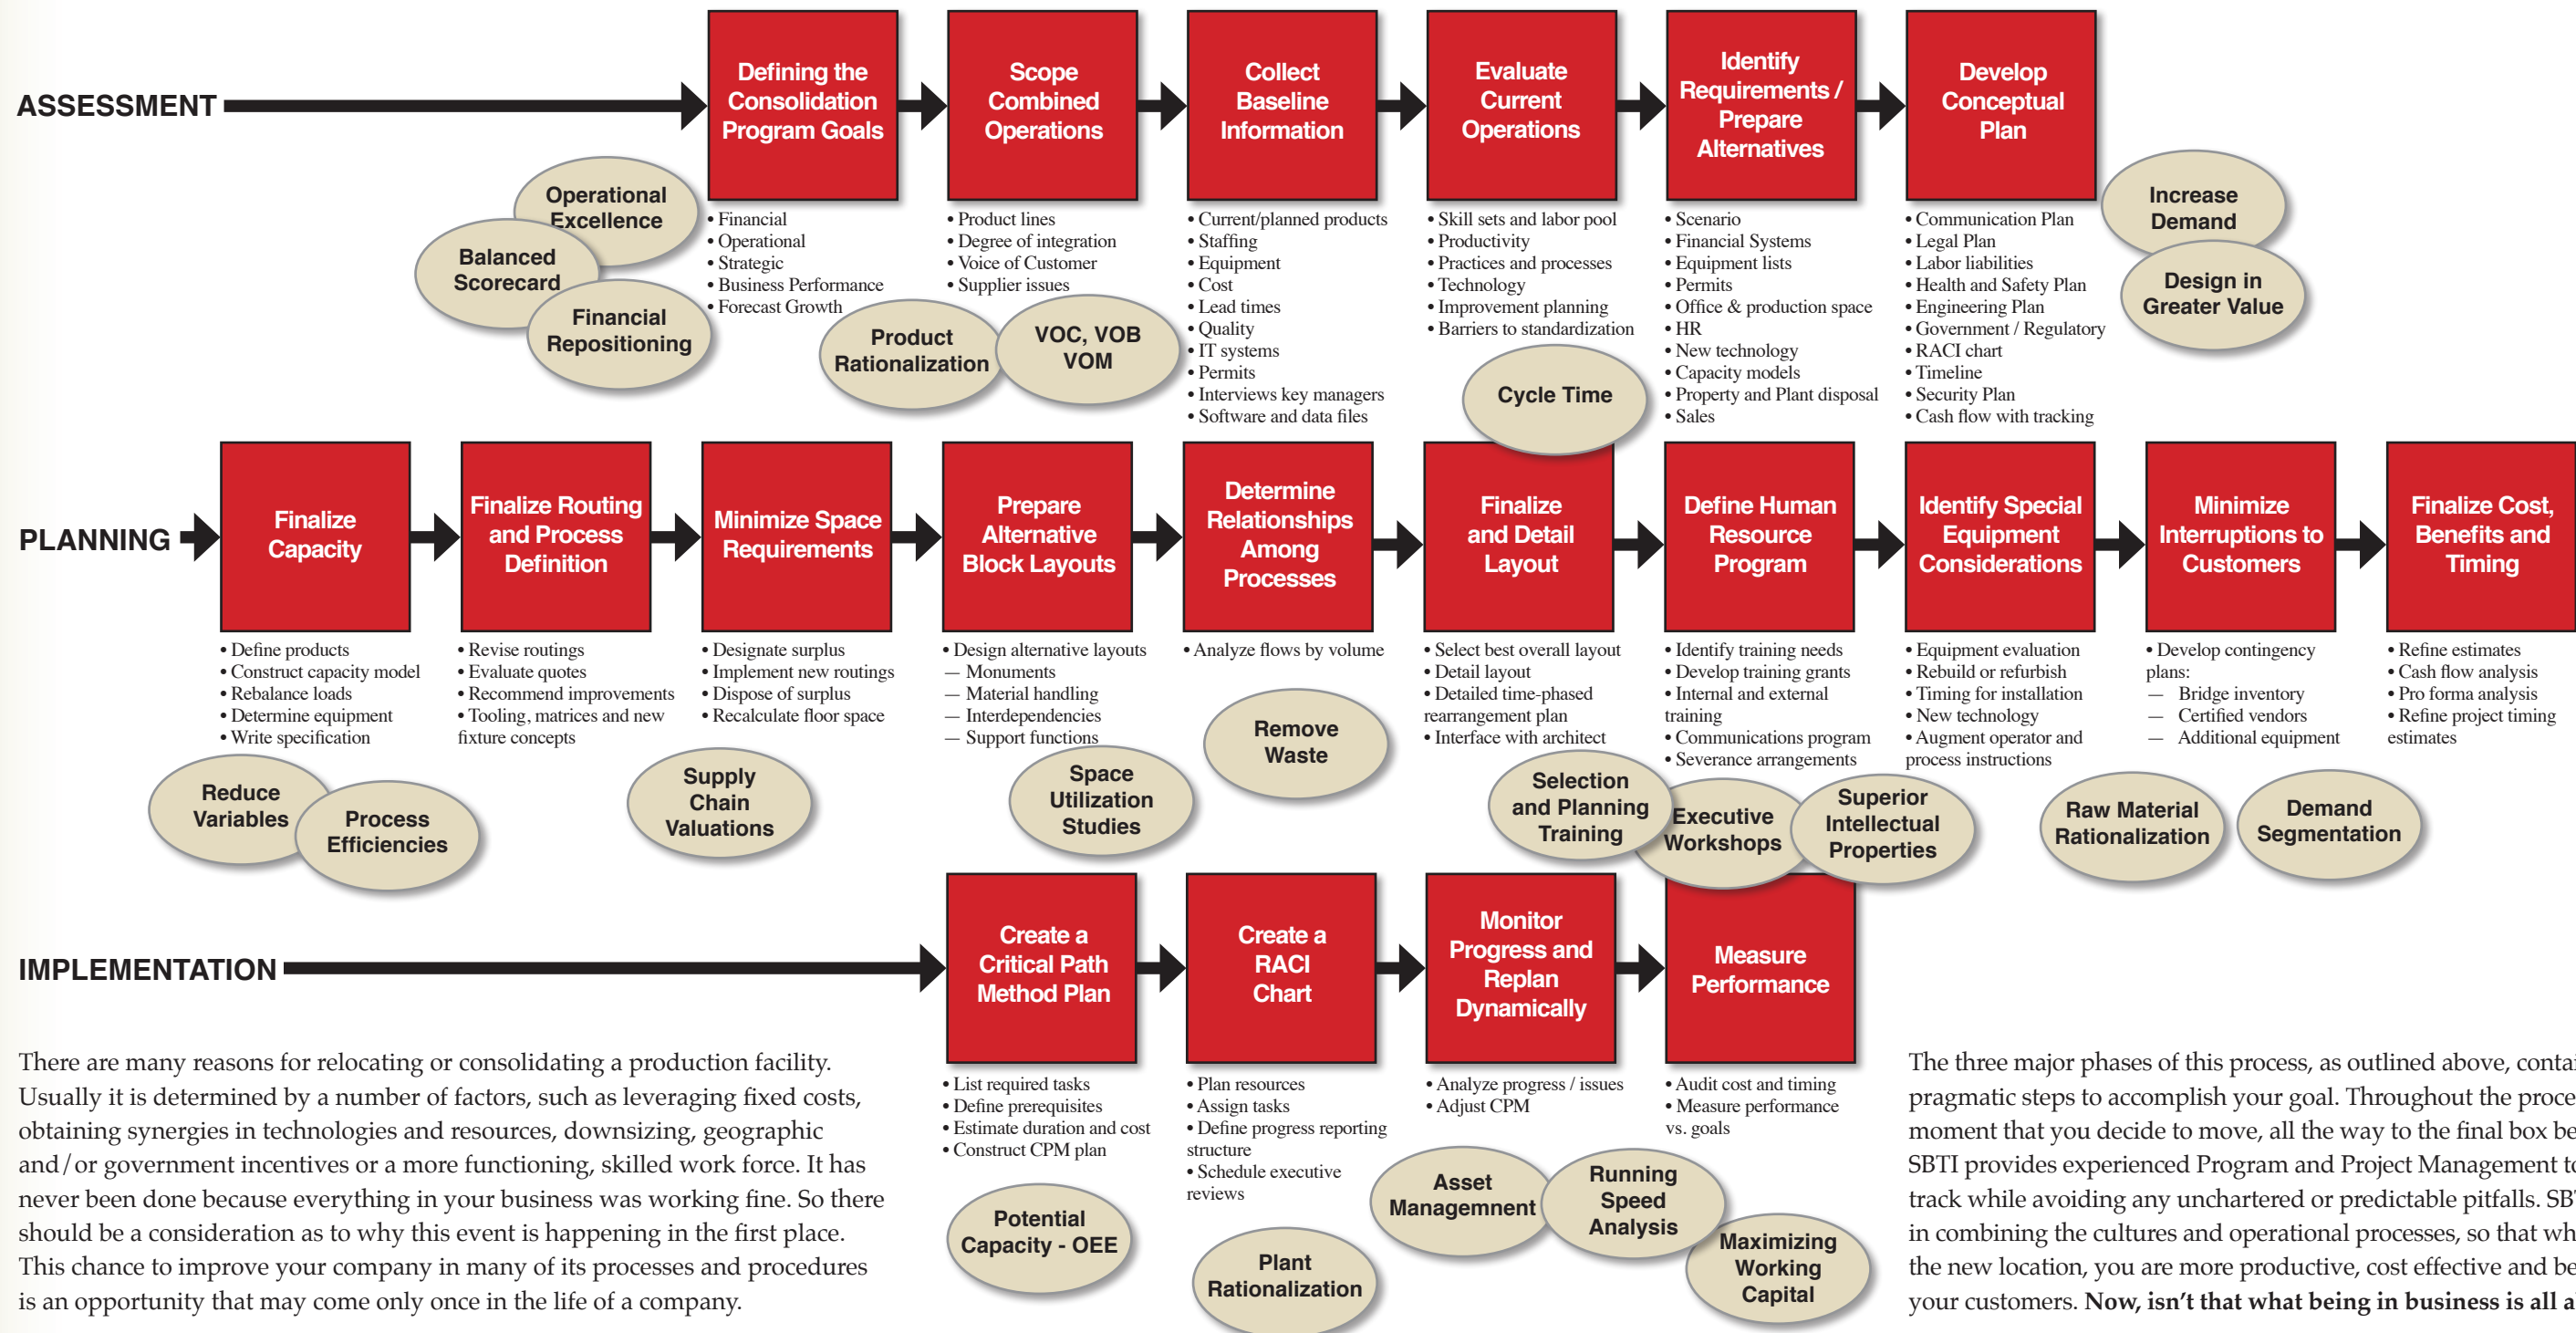 ASSESSMENT
Defining the
Consolidation
Program Goals
• Financial
• Operational
• Strategic
• Business Performance
• Forecast Growth
Scope
Combined
Operations
• Product lines
• Degree of integration
• Voice of Customer
• Supplier issues
Collect
Baseline
Information
• Current/planned products
• Staffing
• Equipment
• Cost
• Lead times
• Quality
• IT systems
• Permits
• Interviews key managers
• Software and data files
Evaluate
Current
Operations
• Skill sets and labor pool
• Productivity
• Practices and processes
• Technology
• Improvement planning
• Barriers to standardization
Identify
Requirements /
Prepare
Alternatives
• Scenario
• Financial Systems
• Equipment lists
• Permits
• Office & production space
• HR
• New technology
• Capacity models
• Property and Plant disposal
• Sales
Develop
Conceptual
Plan
• Communication Plan
• Legal Plan
• Labor liabilities
• Health and Safety Plan
• Engineering Plan
• Government / Regulatory
• RACI chart
• Timeline
• Security Plan
• Cash flow with tracking
Operational
Excellence
Balanced
Scorecard
Financial
Repositioning
Product
Rationalization
VOC, VOB
VOM
Cycle Time
Increase
Demand
Design in
Greater Value
PLANNING
Finalize
Capacity
• Define products
• Construct capacity model
• Rebalance loads
• Determine equipment
• Write specification
Finalize Routing
and Process
Definition
• Revise routings
• Evaluate quotes
• Recommend improvements
• Tooling, matrices and new
fixture concepts
Minimize Space
Requirements
• Designate surplus
• Implement new routings
• Dispose of surplus
• Recalculate floor space
Prepare
Alternative
Block Layouts
• Design alternative layouts
— Monuments
— Material handling
— Interdependencies
— Support functions
Determine
Relationships
Among
Processes
• Analyze flows by volume
Finalize
and Detail
Layout
• Select best overall layout
• Detail layout
• Detailed time-phased
rearrangement plan
• Interface with architect
Define Human
Resource
Program
• Identify training needs
• Develop training grants
• Internal and external
training
• Communications program
• Severance arrangements
Identify Special
Equipment
Considerations
• Equipment evaluation
• Rebuild or refurbish
• Timing for installation
• New technology
• Augment operator and
process instructions
Minimize
Interruptions to
Customers
• Develop contingency
plans:
— Bridge inventory
— Certified vendors
— Additional equipment
Finalize Cost,
Benefits and
Timing
• Refine estimates
• Cash flow analysis
• Pro forma analysis
• Refine project timing
estimates
Reduce
Variables
Process
Efficiencies
Supply
Chain
Valuations
Space
Utilization
Studies
Remove
Waste
Selection
and Planning
Training
Executive
Workshops
Superior
Intellectual
Properties
Raw Material
Rationalization
Demand
Segmentation
IMPLEMENTATION
Create a
Critical Path
Method Plan
• List required tasks
• Define prerequisites
• Estimate duration and cost
• Construct CPM plan
Create a
RACI
Chart
• Plan resources
• Assign tasks
• Define progress reporting
structure
• Schedule executive
reviews
Monitor
Progress and
Replan
Dynamically
• Analyze progress / issues
• Adjust CPM
Measure
Performance
• Audit cost and timing
• Measure performance
vs. goals
Potential
Capacity - OEE
Plant
Rationalization
Asset
Managemnent
Running
Speed
Analysis
Maximizing
Working
Capital
There are many reasons for relocating or consolidating a production facility.
Usually it is determined by a number of factors, such as leveraging fixed costs,
obtaining synergies in technologies and resources, downsizing, geographic
and/or government incentives or a more functioning, skilled work force. It has
never been done because everything in your business was working fine. So there
should be a consideration as to why this event is happening in the first place.
This chance to improve your company in many of its processes and procedures
is an opportunity that may come only once in the life of a company.
The three major phases of this process, as outlined above,
pragmatic steps to accomplish your goal. Throughout the
moment that you decide to move, all the way to the final box
SBTI provides experienced Program and Project Management
track while avoiding any unchartered or predictable pitfalls.
in combining the cultures and operational processes, so that
the new location, you are more productive, cost effective and
your customers. Now, isn't that what being in business is all